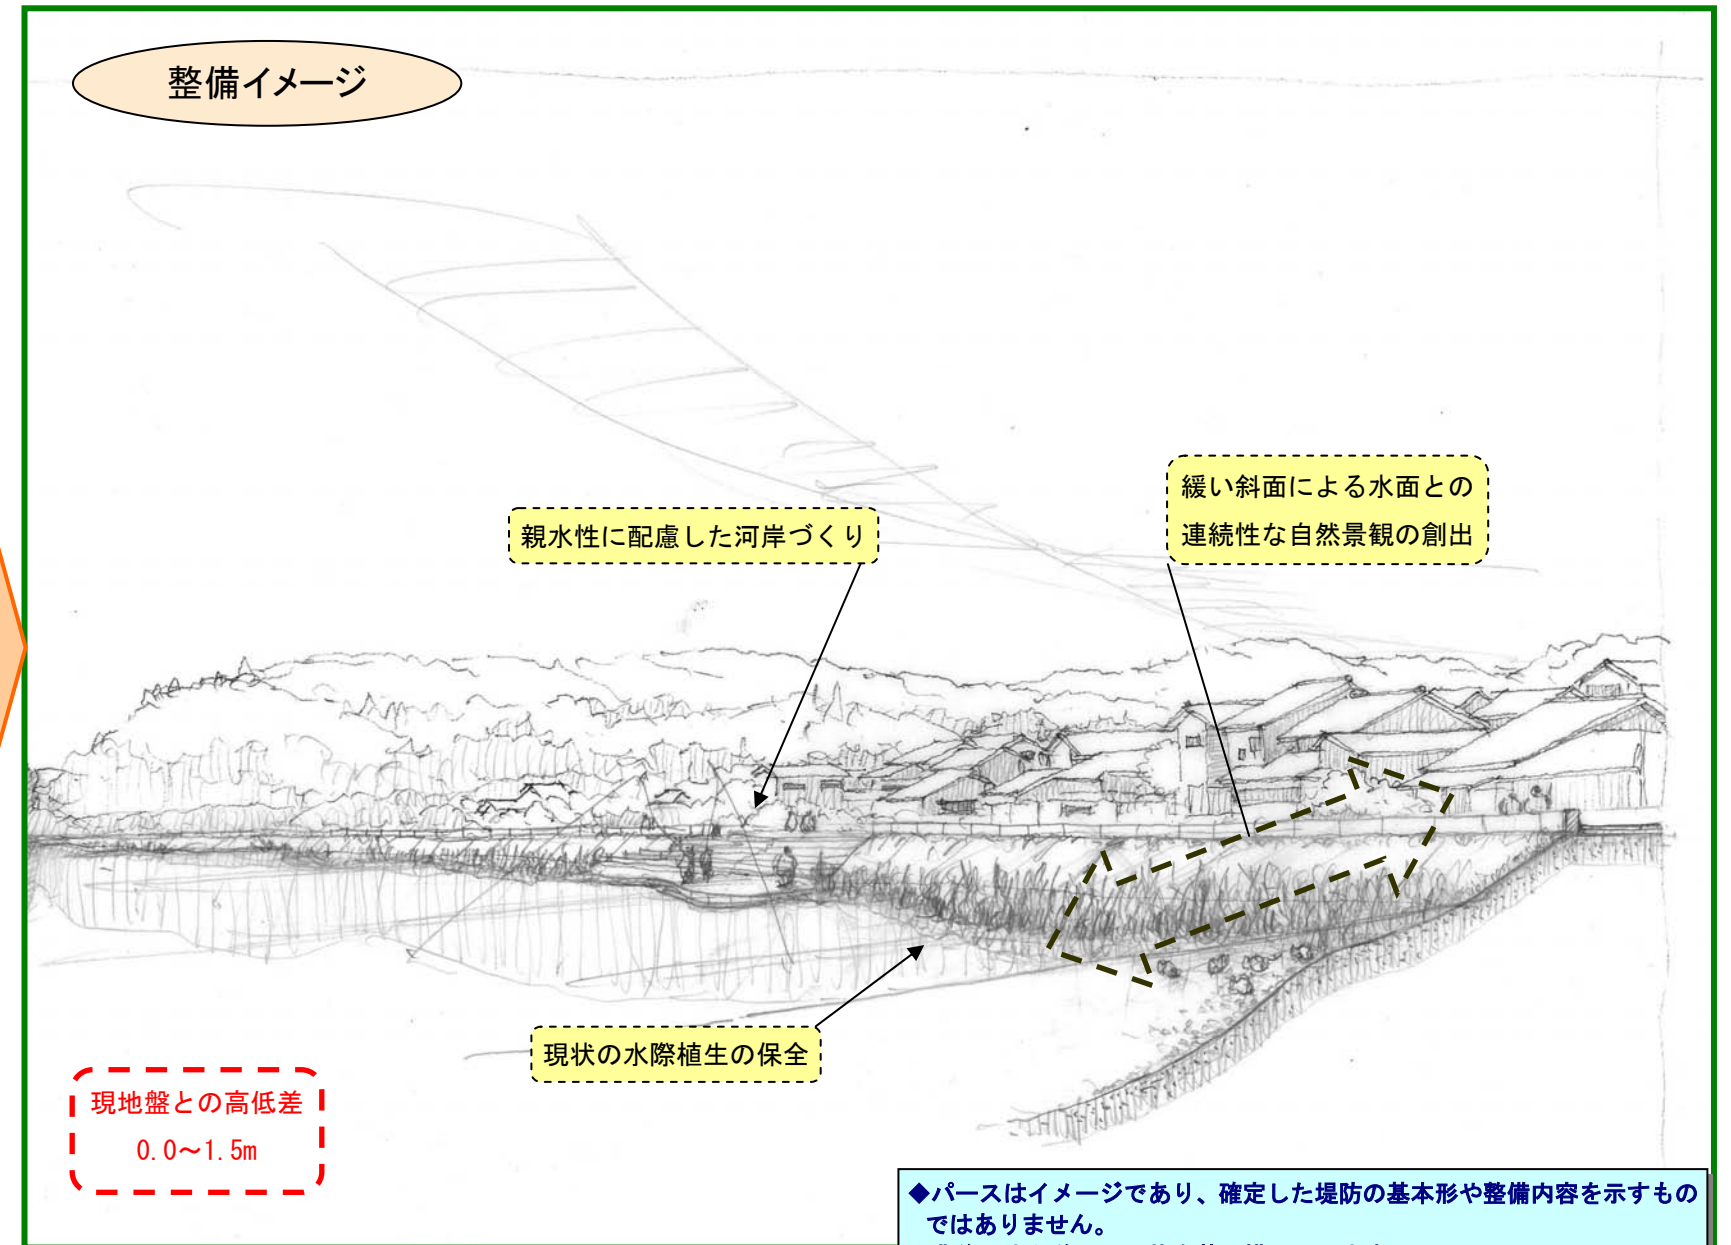 整備イメージ
親水性に配慮した河岸づくり
緩い斜面による水面との
連続性な自然景観の創出
現状の水際植生の保全
現地盤との高低差
0.0～1.5m
◆パースはイメージであり、確定した堤防の基本形や整備内容を示すもの
ではありません。